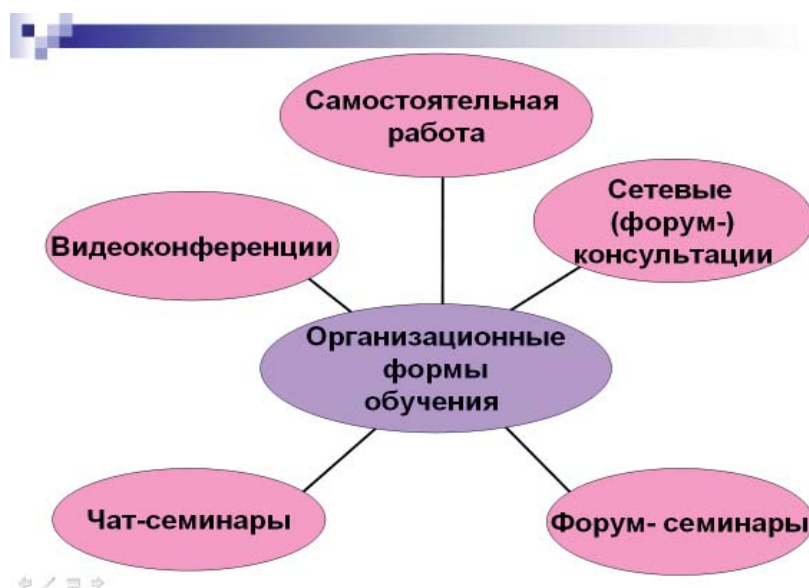 Самостоятельная
работа
Сетевые
(форум-)
консультации
Видеоконференции
Организационные
формы
обучения
Чат-семинары
Форум- семинары